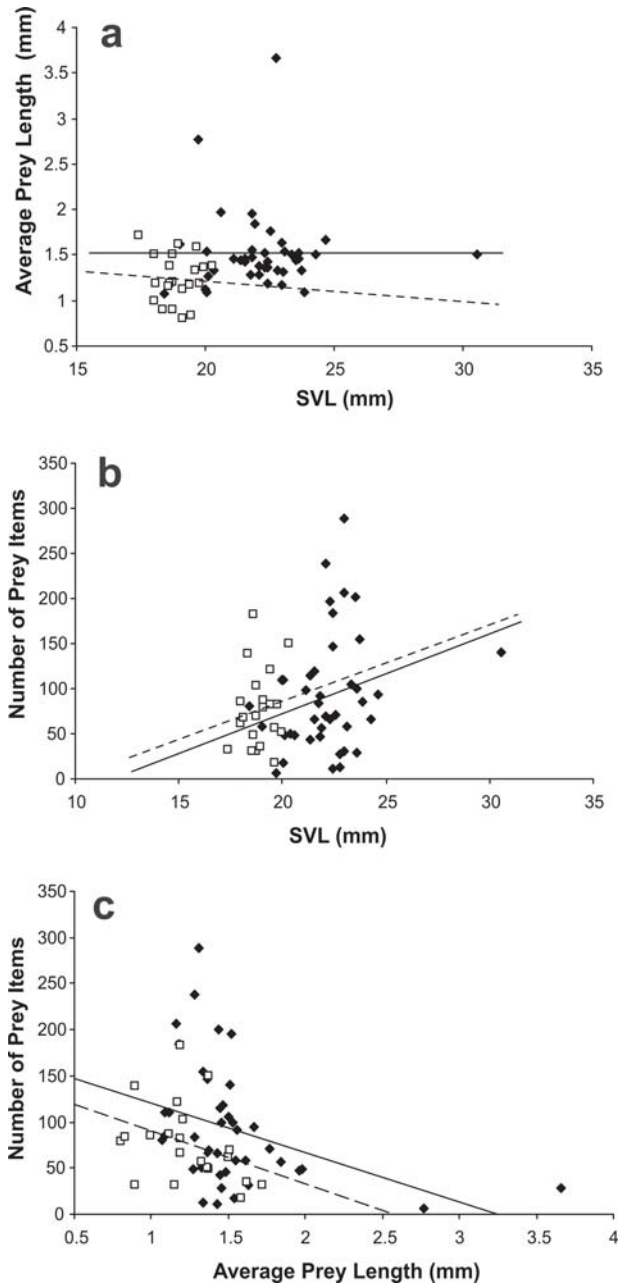 a
Average Prey Length (mm)
4
3.5
3
2.5
2
1.5
1
0.5
15 20 25 30 35
SVL (mm)
b
Number of Prey Items
350
300
250
200
150
100
50
0
10 15 20 25 30 35
SVL (mm)
c
Number of Prey Items
350
300
250
200
150
100
50
0
0.5 1 1.5 2 2.5 3 3.5 4
Average Prey Length (mm)